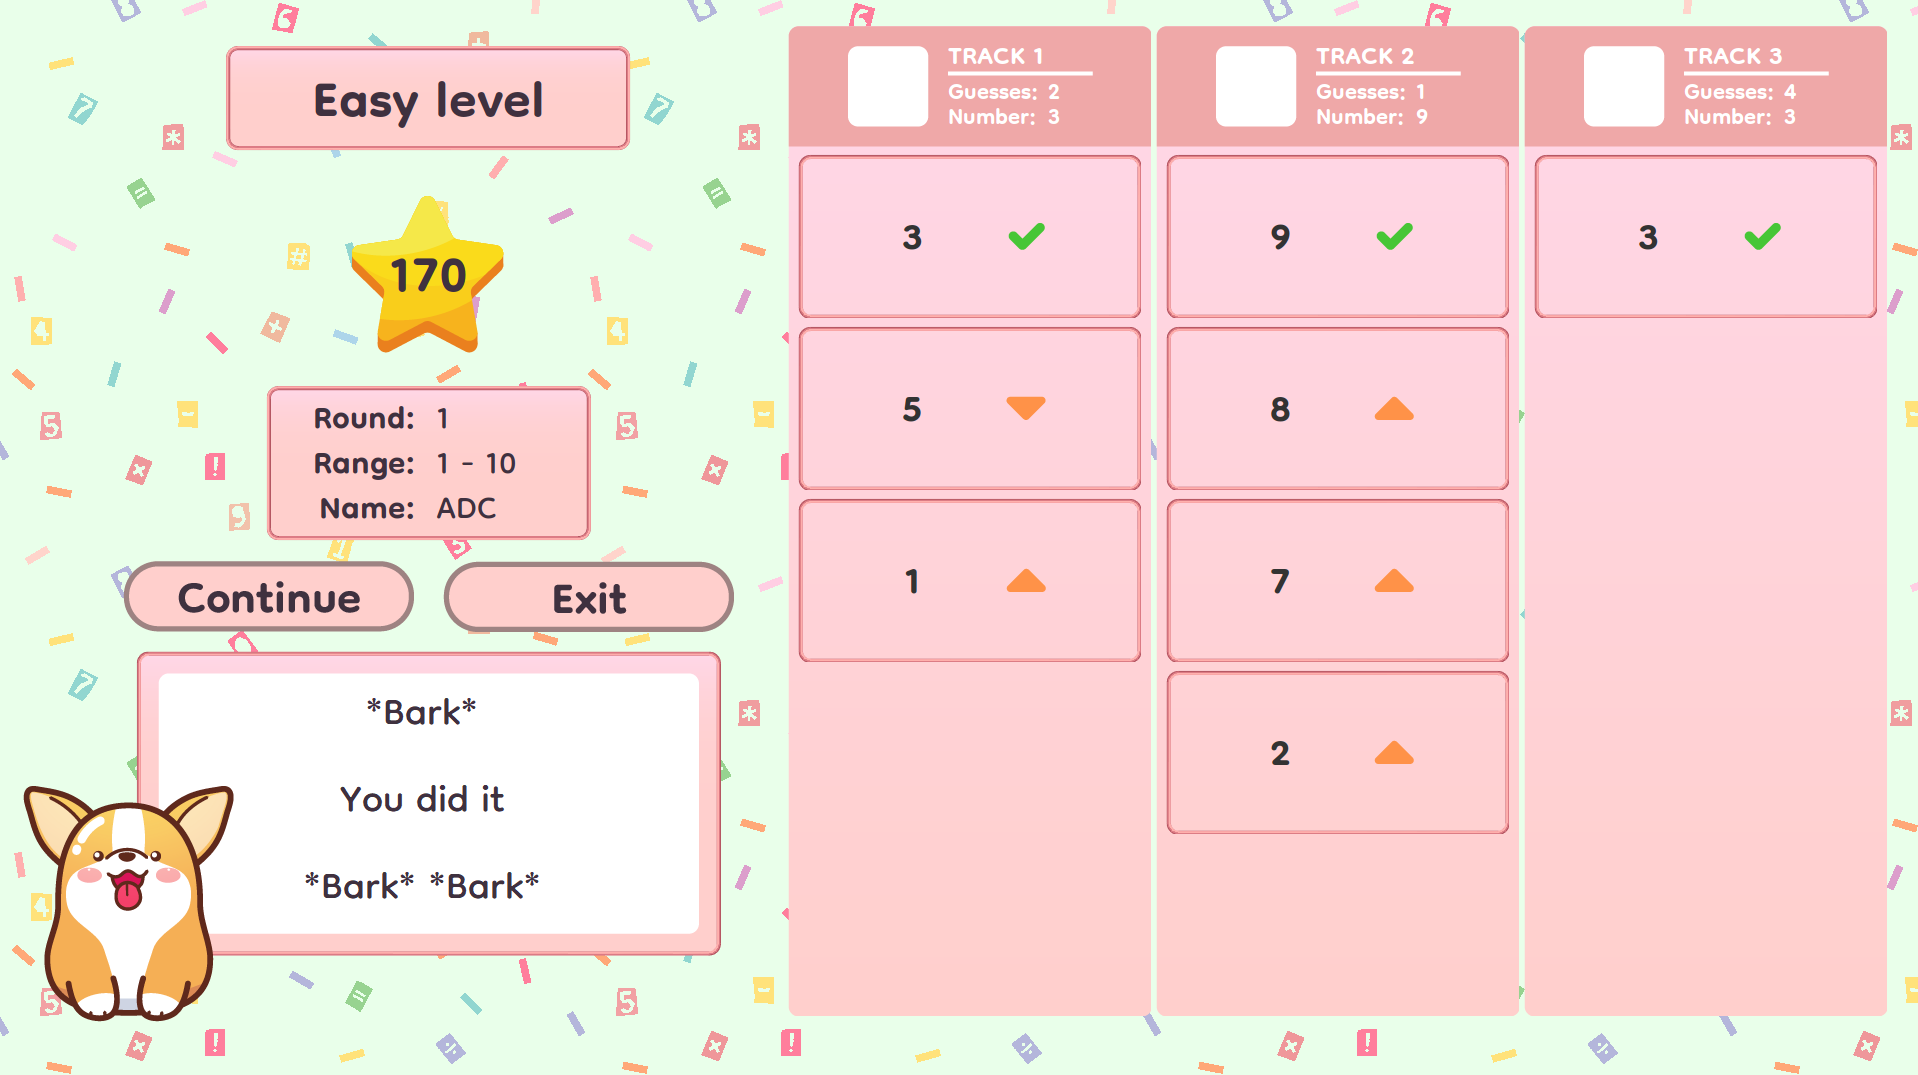 Easy level
170
Round: 1
Range: 1 - 10
Name: ADC
Continue
Exit
*Bark*
You did it
*Bark* *Bark*
TRACK 1
Guesses: 2
Number: 3
3
5
1
TRACK 2
Guesses: 1
Number: 9
9
8
7
2
TRACK 3
Guesses: 4
Number: 3
3